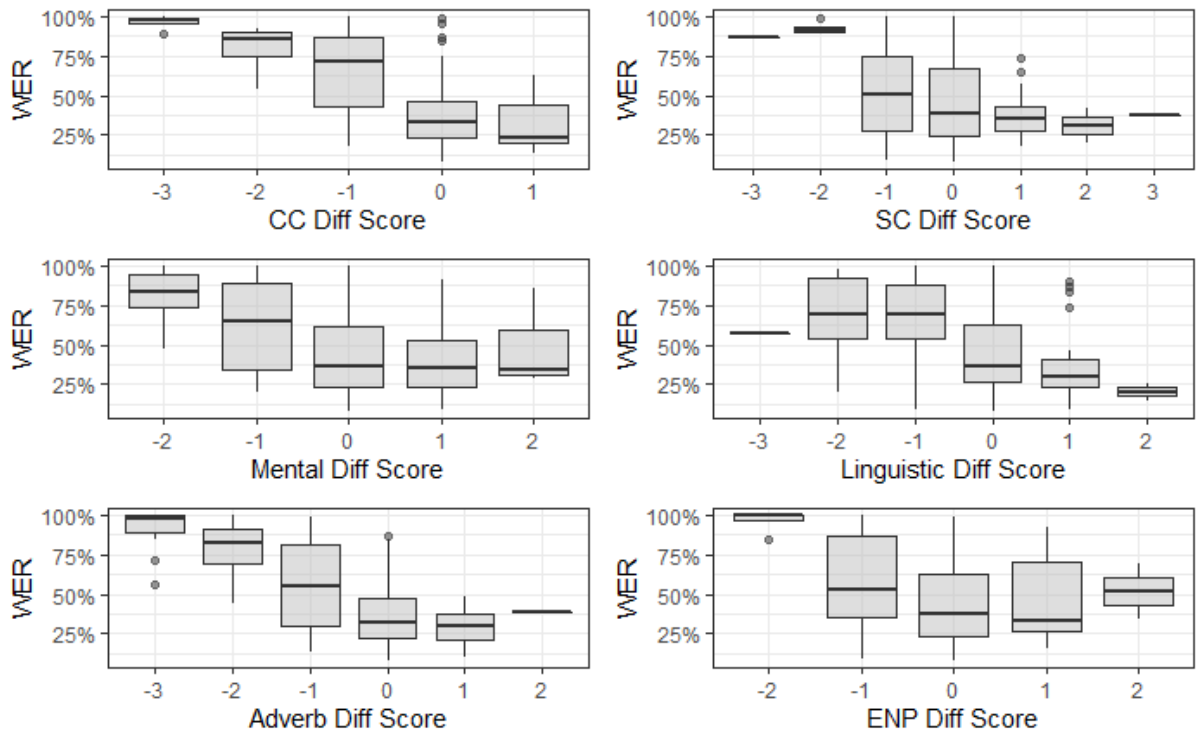 100%
75%
50%
25%
WER
-3 -2 -1 0 1
CC Diff Score
100%
75%
50%
25%
WER
-3 -2 -1 0 1 2 3
SC Diff Score
100%
75%
50%
25%
WER
-2 -1 0 1 2
Mental Diff Score
100%
75%
50%
25%
WER
-3 -2 -1 0 1 2
Linguistic Diff Score
100%
75%
50%
25%
WER
-3 -2 -1 0 1 2
Adverb Diff Score
100%
75%
50%
25%
WER
-2 -1 0 1 2
ENP Diff Score